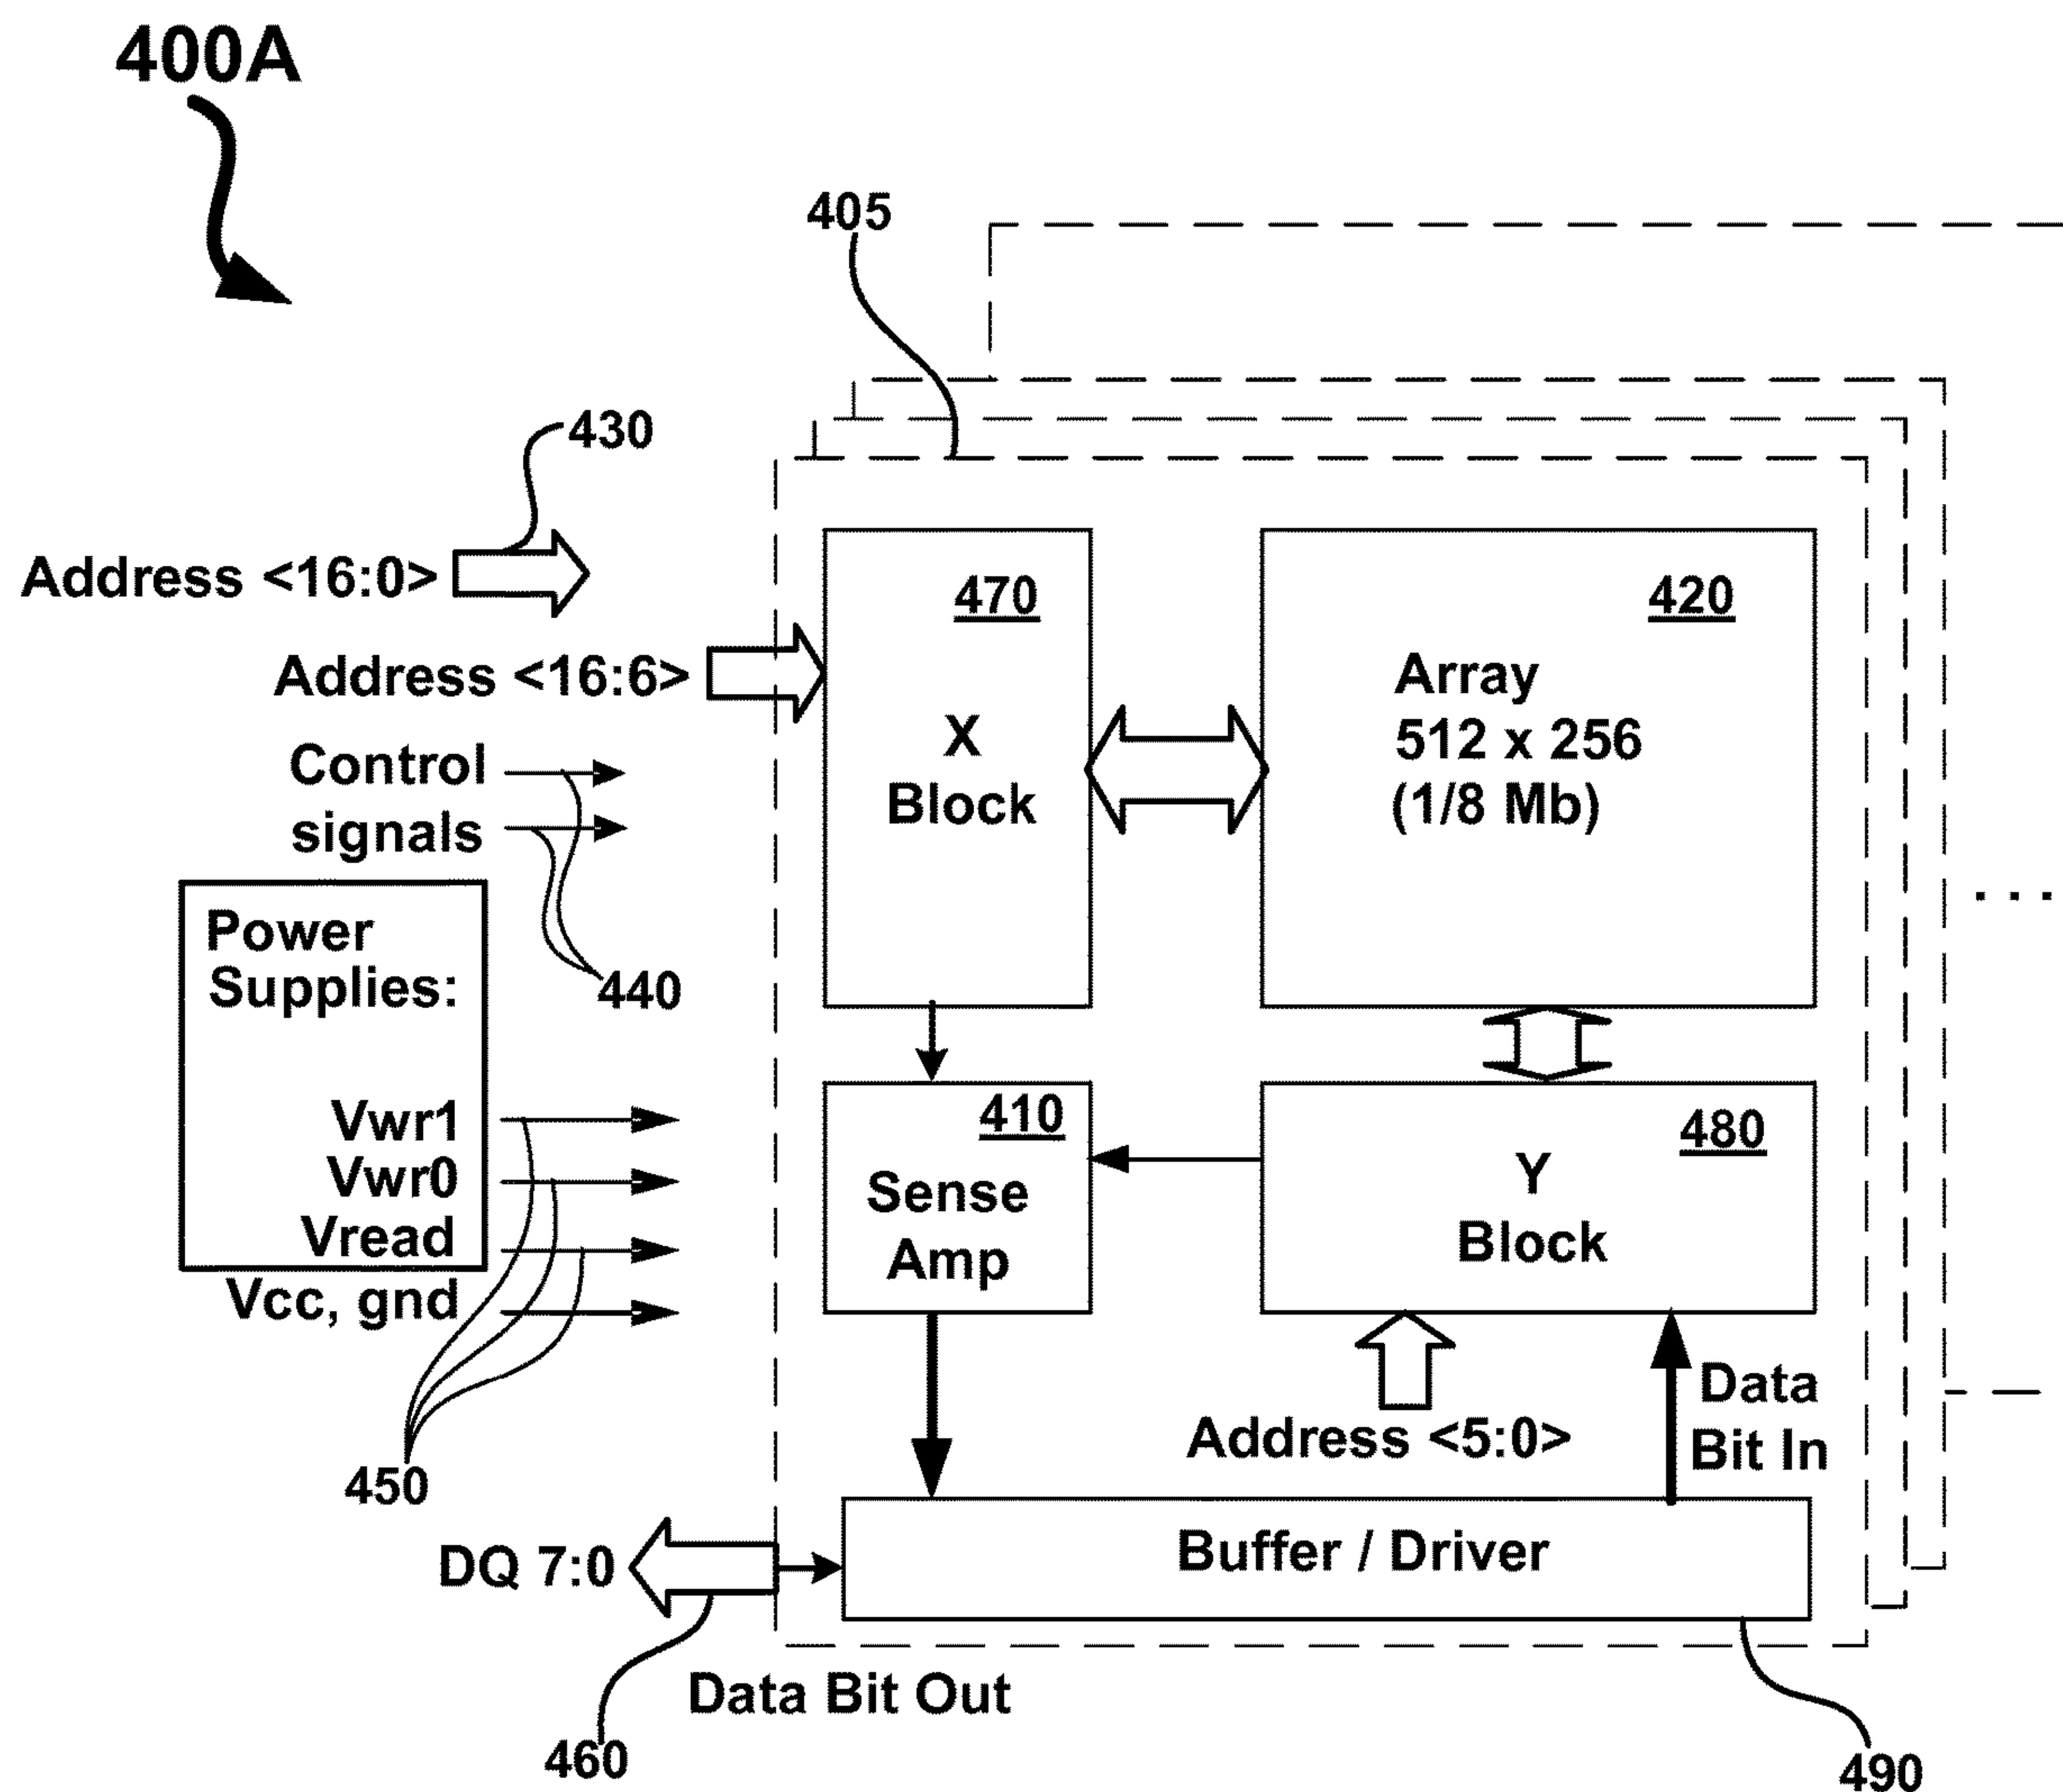 400A
405
430
Address <16:0>
470
420
Address <16:6>
Array
512 x 256
(1/8 Mb)
X
Block
Control
signals
Power
Supplies:
440
410
480
Vwr1
Vwr0
Vread
Vcc, gnd
Sense
Amp
Y
Block
Data
Bit In
Address <5:0>
450
DQ 7:0
Buffer / Driver
Data Bit Out
460
490
. . .